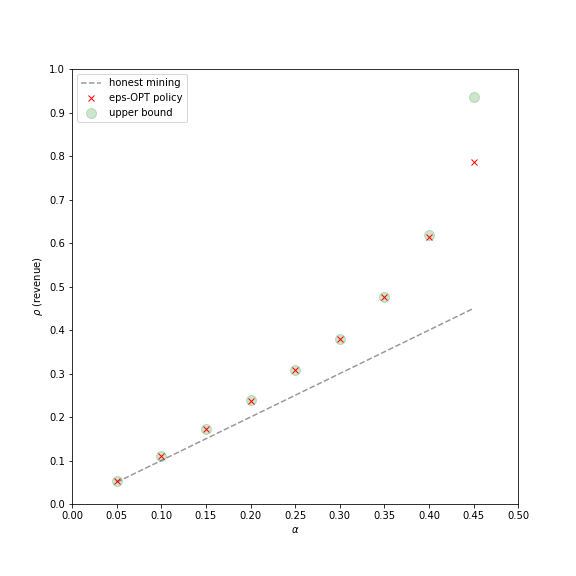 honest mining
eps-OPT policy
upper bound
1.0
0.9
0.8
0.7
0.6
0.5
0.4
0.3
0.2
0.1
0.0
ρ (revenue)
0.00 0.05 0.10 0.15 0.20 0.25 0.30 0.35 0.40 0.45 0.50
α